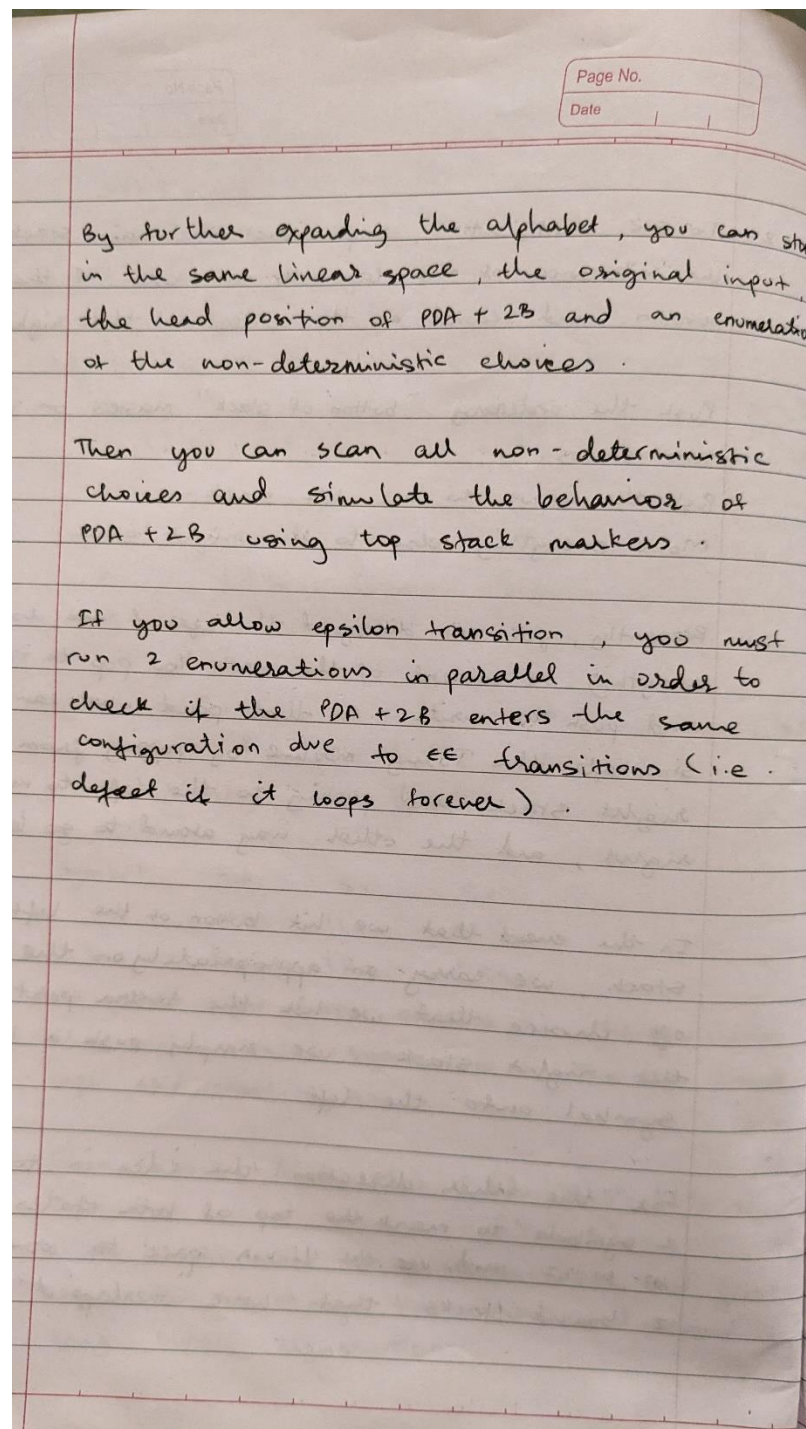 Page No.
Date
By further expanding the alphabet, you can
in the same linear space, the original input,
the head position of PDA + 2B and an
of the non-deterministic choices.
Then you can scan all non-deterministic
choices and simulate the behavior of
PDA + 2B using top stack markers.
If you allow epsilon transition, you must
run 2 enumerations in parallel in order to
check if the PDA + 2B enters the same
configuration due to ϵϵ transitions (i.e.
detect if it loops forever).